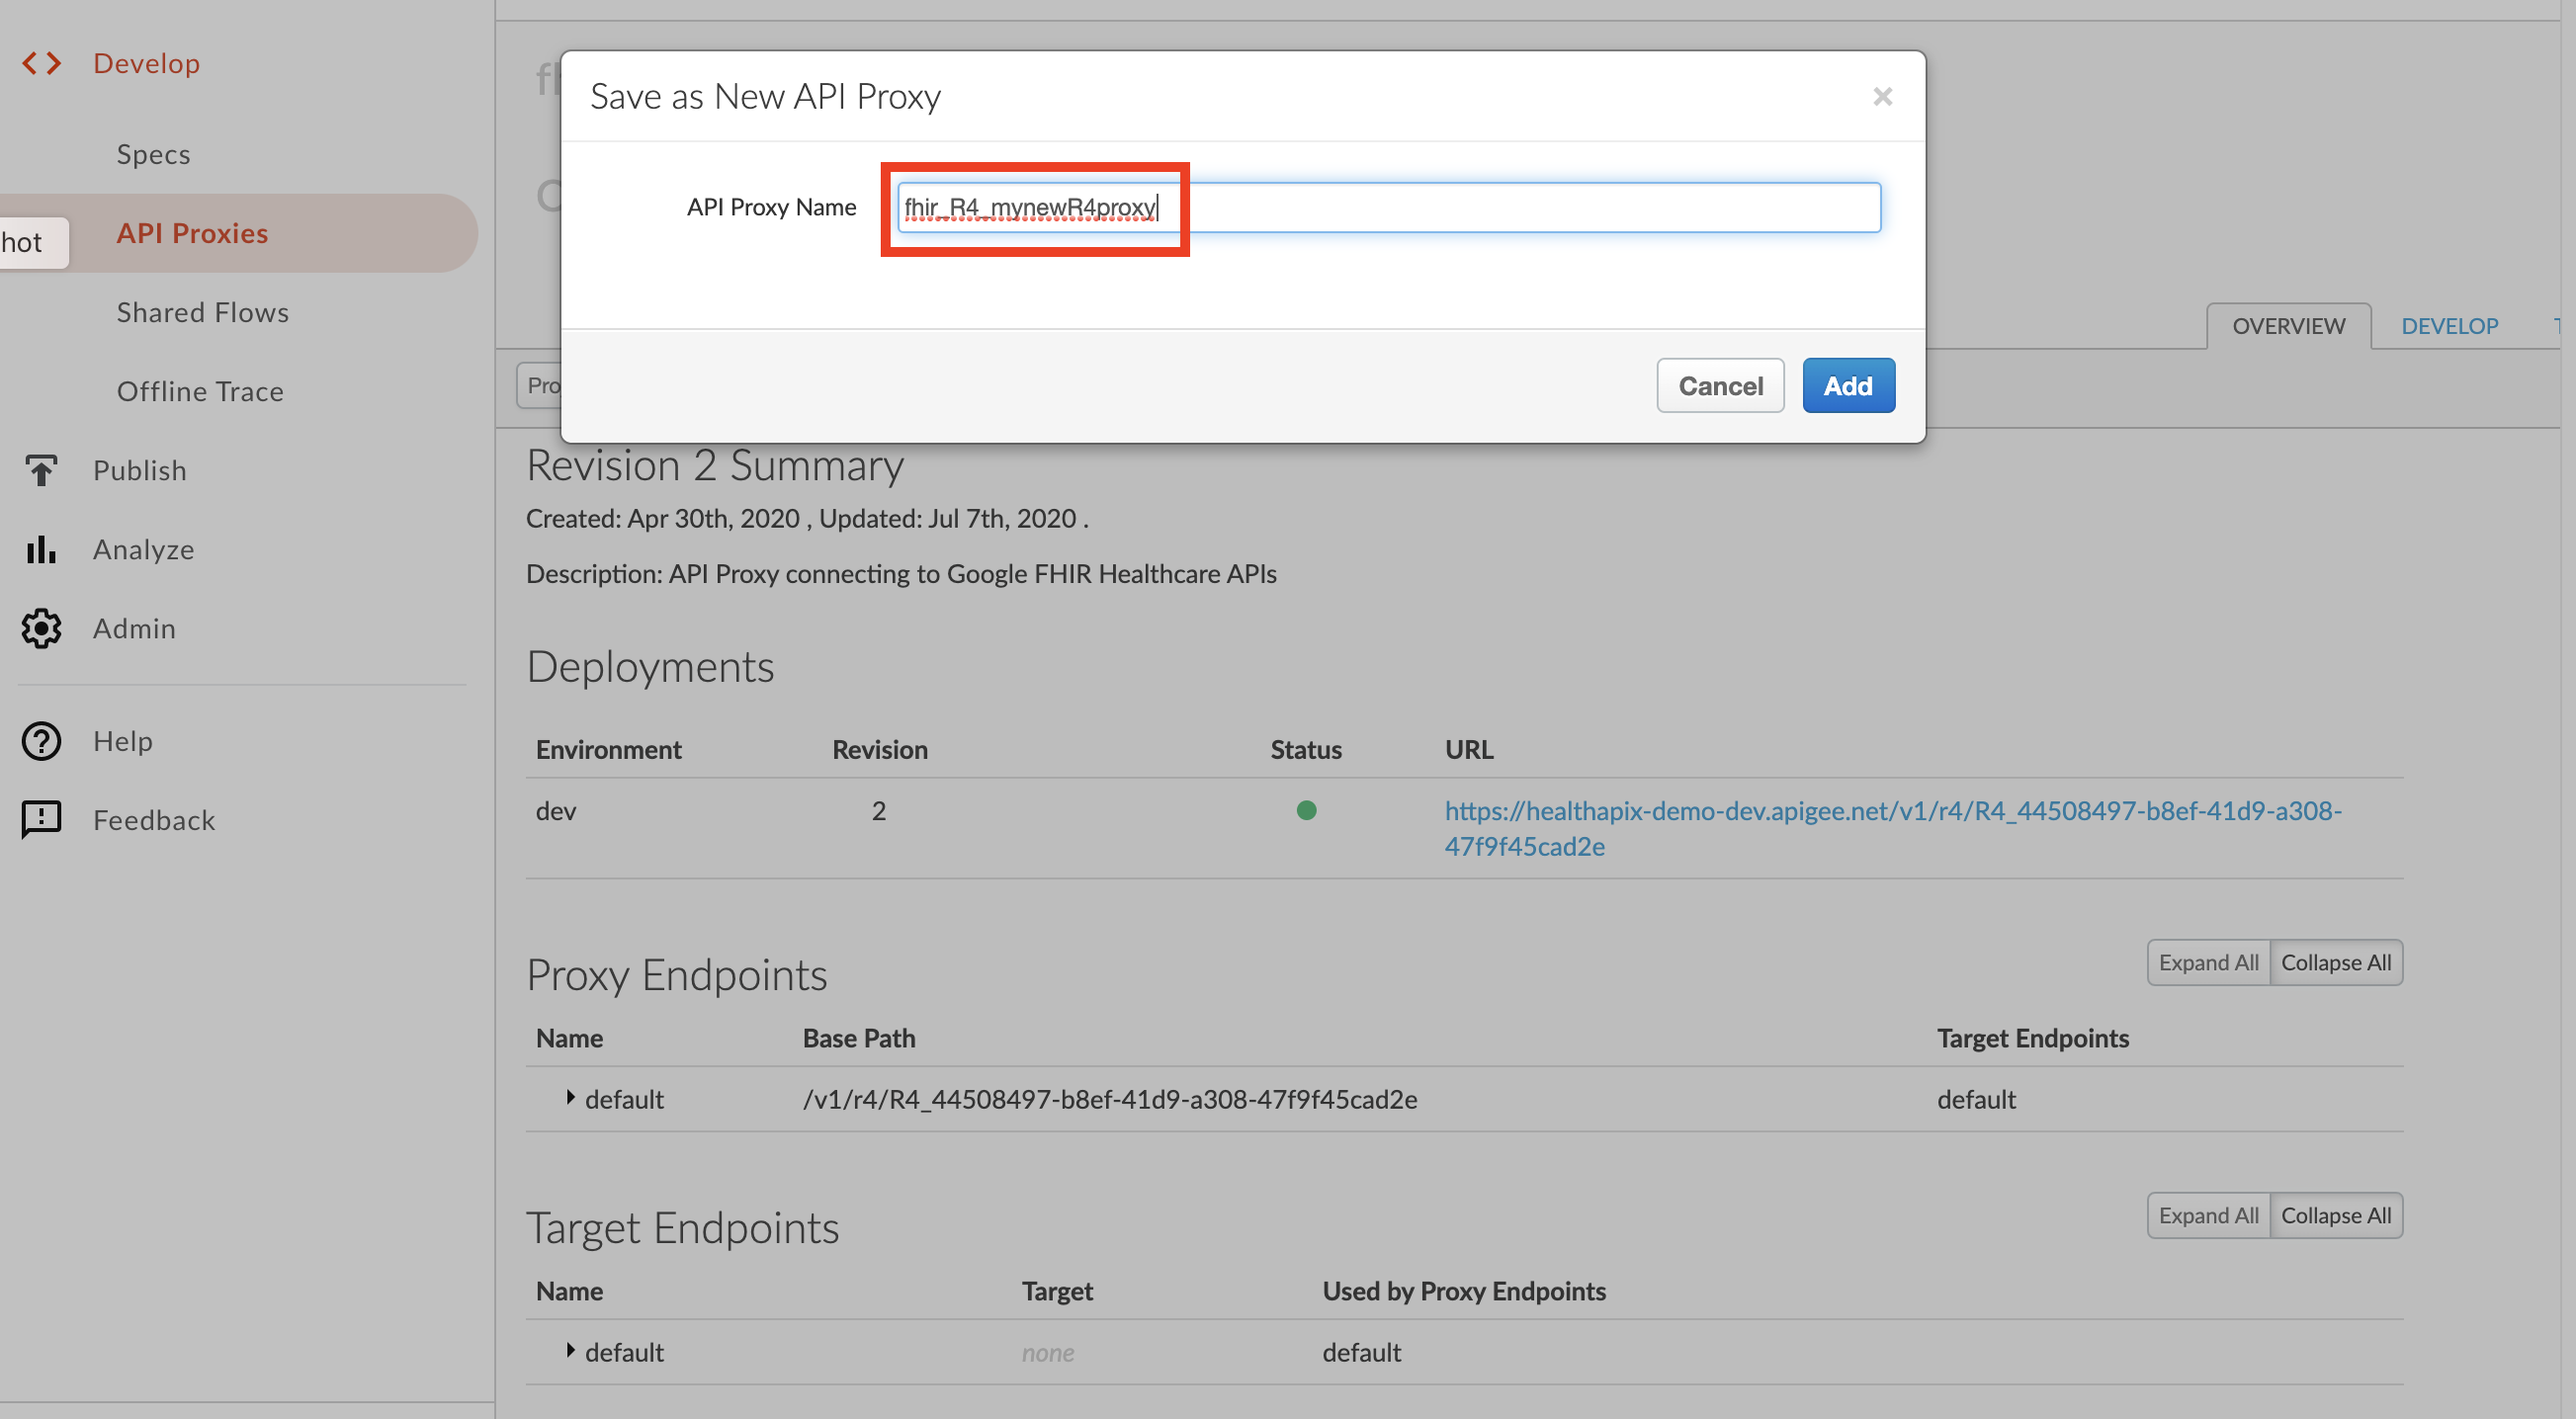 Develop
Specs
API Proxies
hot
Shared Flows
Offline Trace
Publish
Analyze
Admin
Help
Feedback
Save as New API Proxy
×
API Proxy Name
fhir_R4_mynewR4proxy
Cancel
Add
OVERVIEW
DEVELOP
Revision 2 Summary
Created: Apr 30th, 2020 , Updated: Jul 7th, 2020 .
Description: API Proxy connecting to Google FHIR Healthcare APIs
Deployments
Environment Revision Status URL
dev 2 https://healthapix-demo-dev.apigee.net/v1/r4/R4_44508497-b8ef-41d9-a308-
47f9f45cad2e
Proxy Endpoints
Expand All Collapse All
Name Base Path Target Endpoints
default /v1/r4/R4_44508497-b8ef-41d9-a308-47f9f45cad2e default
Target Endpoints
Expand All Collapse All
Name Target Used by Proxy Endpoints
default none default